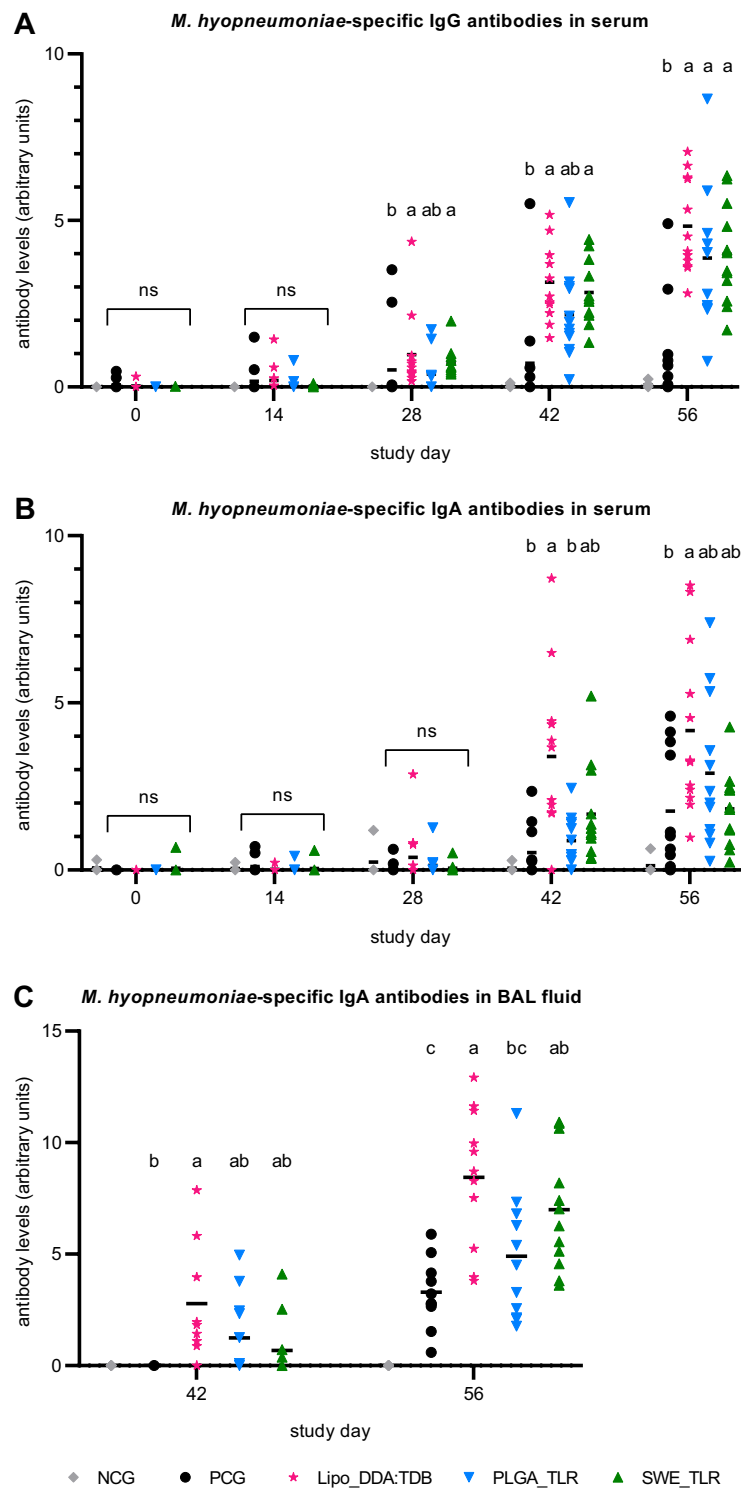 A M. hyopneumoniae-specific IgG antibodies in serum
10
b a a a
b a ab a
b a ab a
5
ns ns
0
0 14 28 42 56
antibody levels (arbitrary units)
study day
B M. hyopneumoniae-specific IgA antibodies in serum
10
b a b ab b a ab ab
5
ns
ns ns
0
0 14 28 42 56
antibody levels (arbitrary units)
study day
C M. hyopneumoniae-specific IgA antibodies in BAL fluid
15
c a bc ab
10
b a ab ab
5
0
42 56
antibody levels (arbitrary units)
study day
NCG PCG Lipo_DDA:TDB PLGA_TLR SWE_TLR